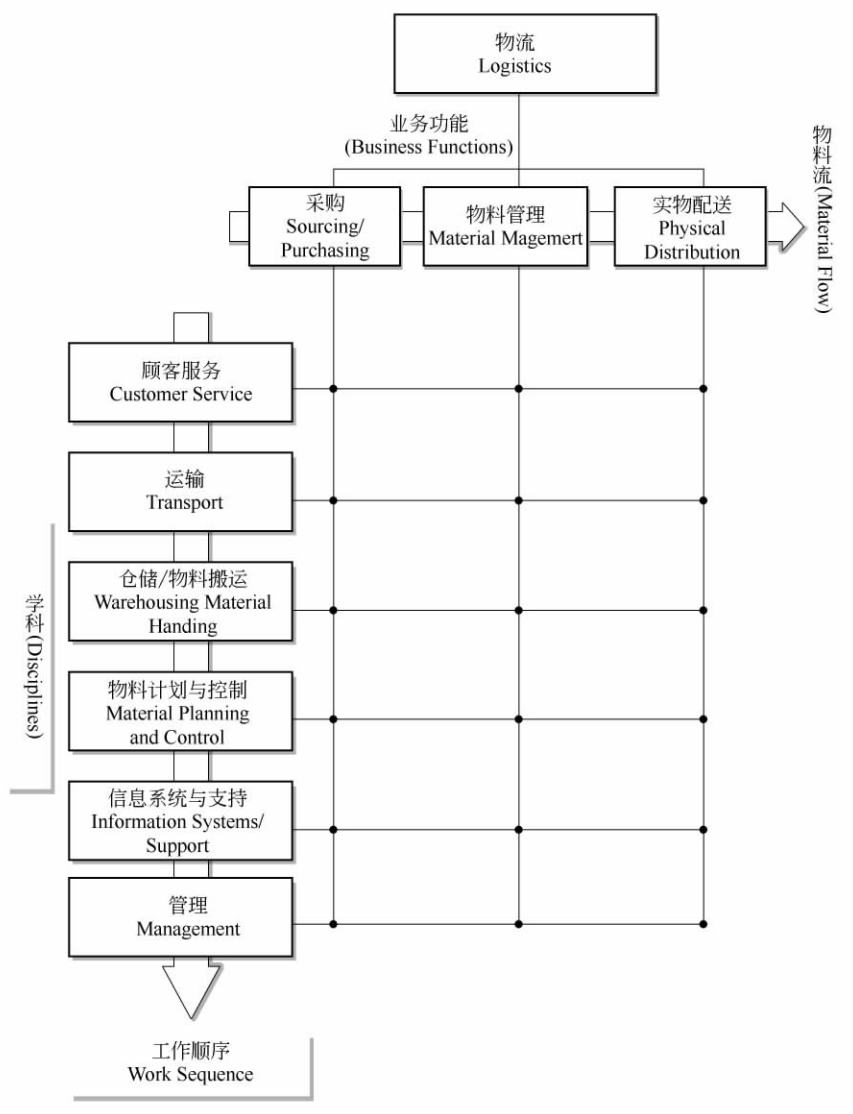 物流
Logistics
业务功能
(Business Functions)
采购
Sourcing/
Purchasing
物料管理
Material Magemert
实物配送
Physical
Distribution
物料流(Material Flow)
顾客服务
Customer Service
运输
Transport
仓储/物料搬运
Warehousing Material
Handing
学科(Disciplines)
物料计划与控制
Material Planning
and Control
信息系统与支持
Information Systems/
Support
管理
Management
工作顺序
Work Sequence